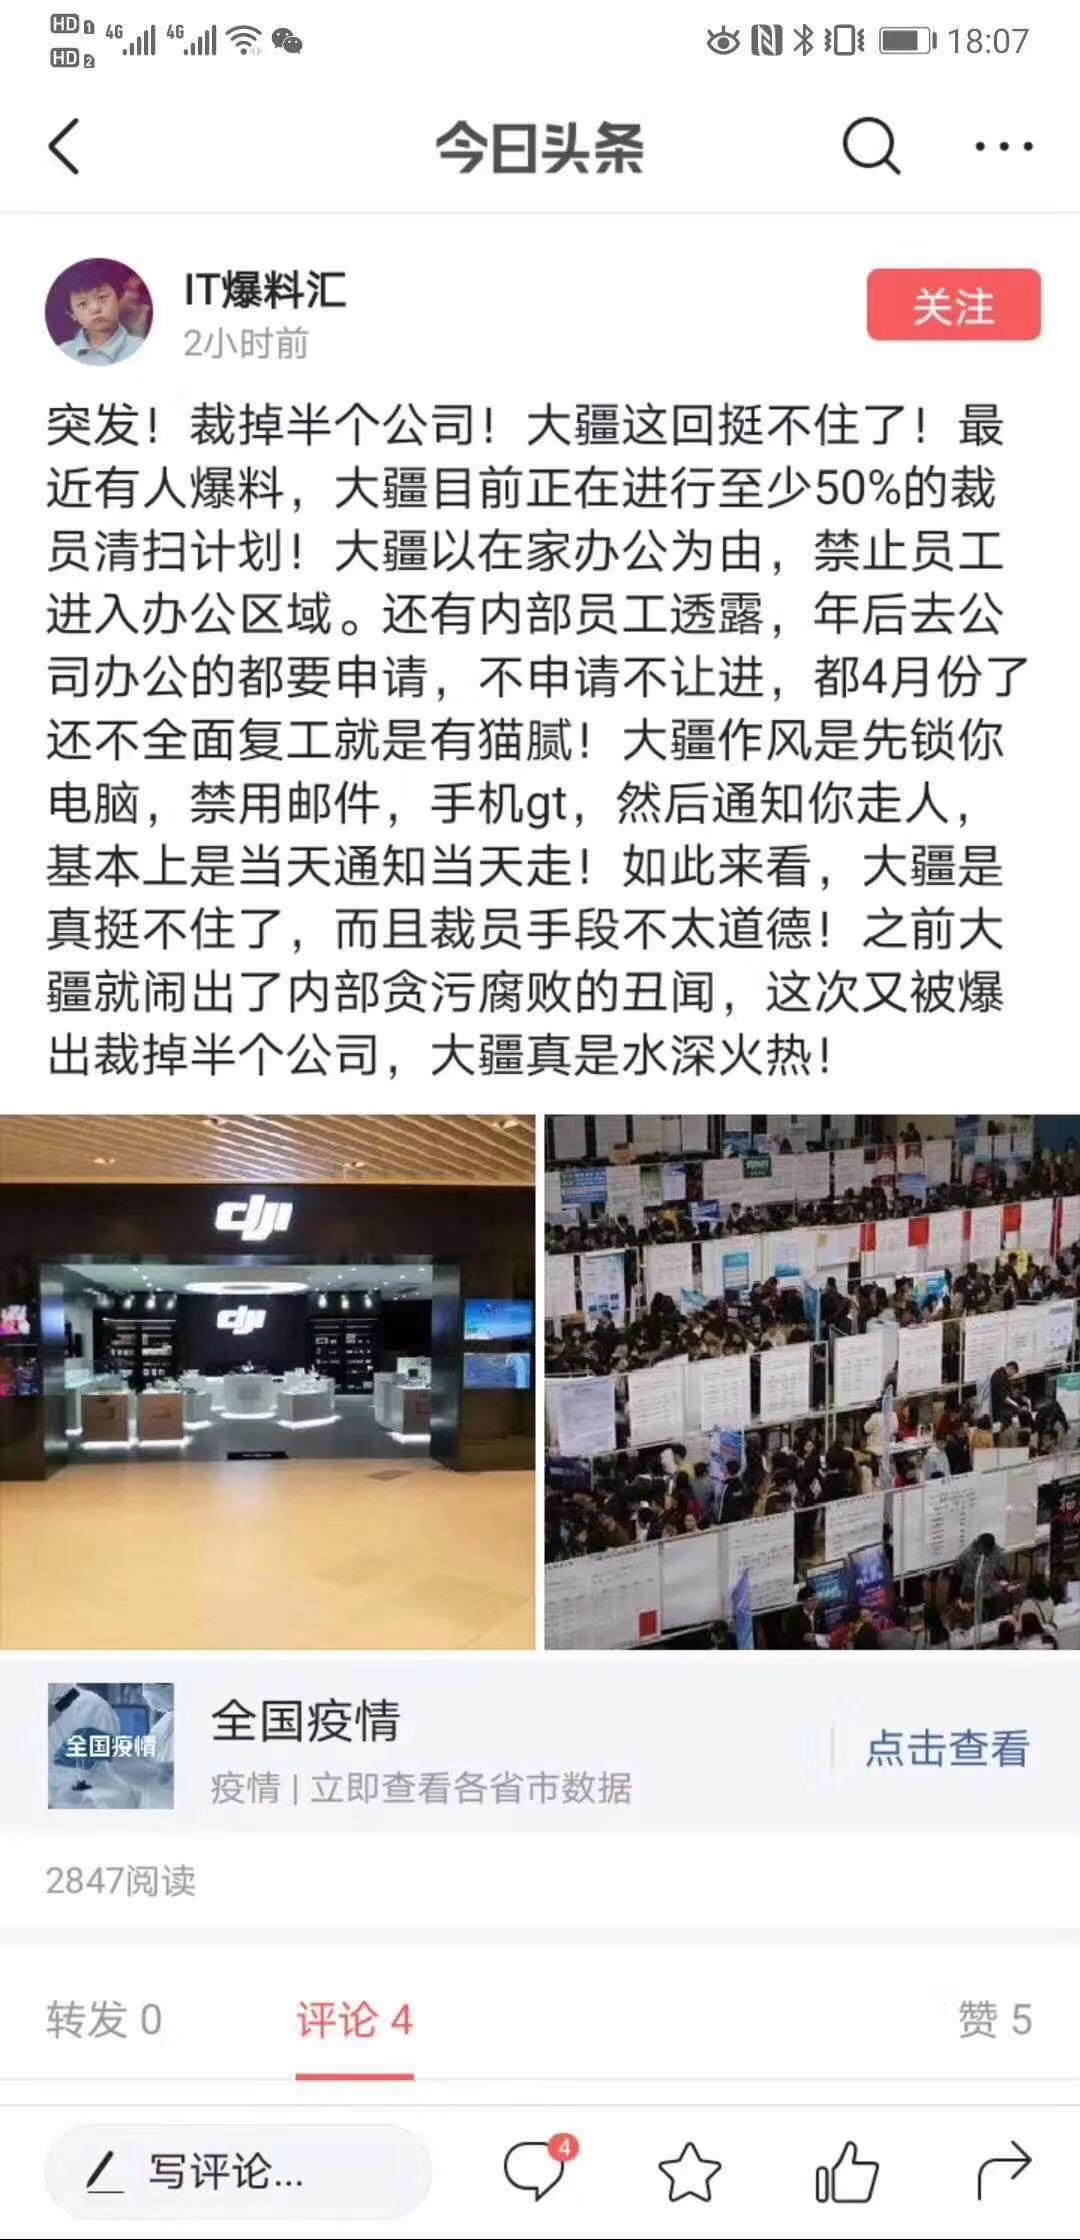 HD 1 4G 4G 18:07
HD 2
今日头条
IT爆料汇
2小时前
关注
突发！裁掉半个公司！大疆这回挺不住了！最
近有人爆料，大疆目前正在进行至少50%的裁
员清扫计划！大疆以在家办公为由，禁止员工
进入办公区域。还有内部员工透露，年后去公
司办公的都要申请，不申请不让进，都4月份了
还不全面复工就是有猫腻！大疆作风是先锁你
电脑，禁用邮件，手机gt，然后通知你走人，
基本上是当天通知当天走！如此来看，大疆是
真挺不住了，而且裁员手段不太道德！之前大
疆就闹出了内部贪污腐败的丑闻，这次又被爆
出裁掉半个公司，大疆真是水深火热！
dji
dji
全国疫情
全国疫情
疫情 | 立即查看各省市数据
点击查看
2847阅读
转发 0
评论 4
赞 5
写评论...
4